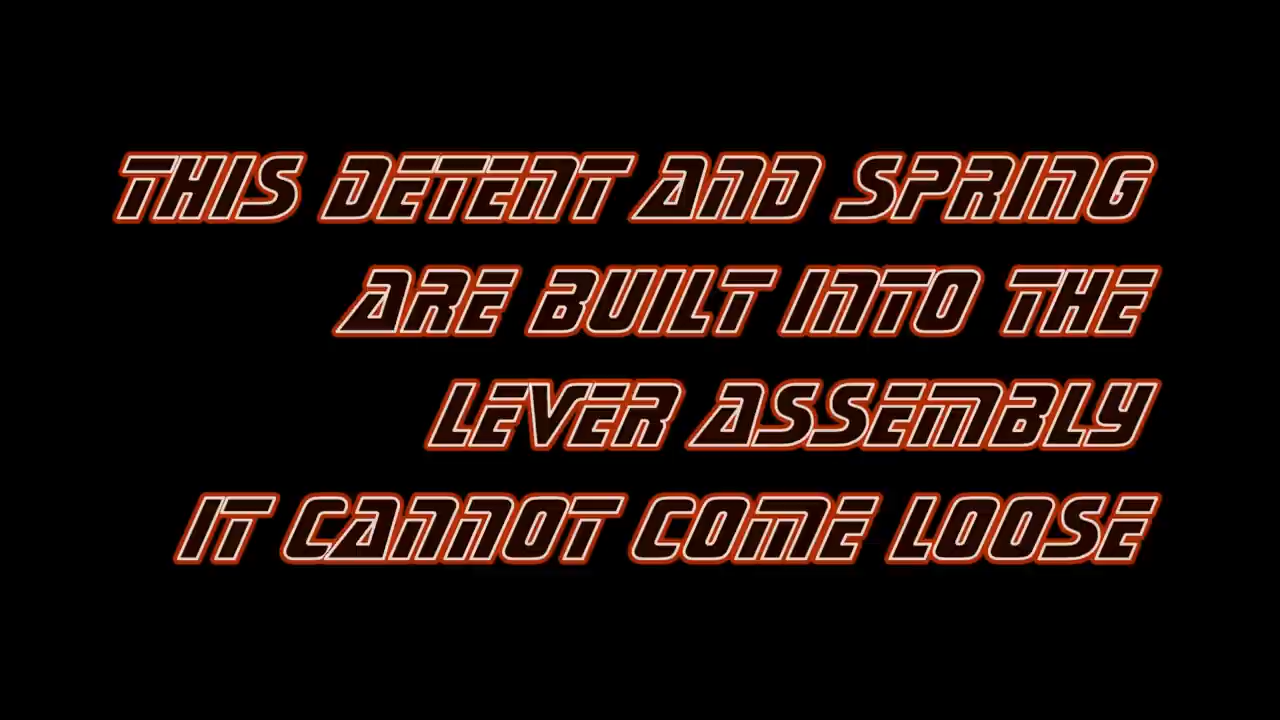 THIS DETENT AND SPRING
ARE BUILT INTO THE
LEVER ASSEMBLY
IT CANNOT COME LOOSE